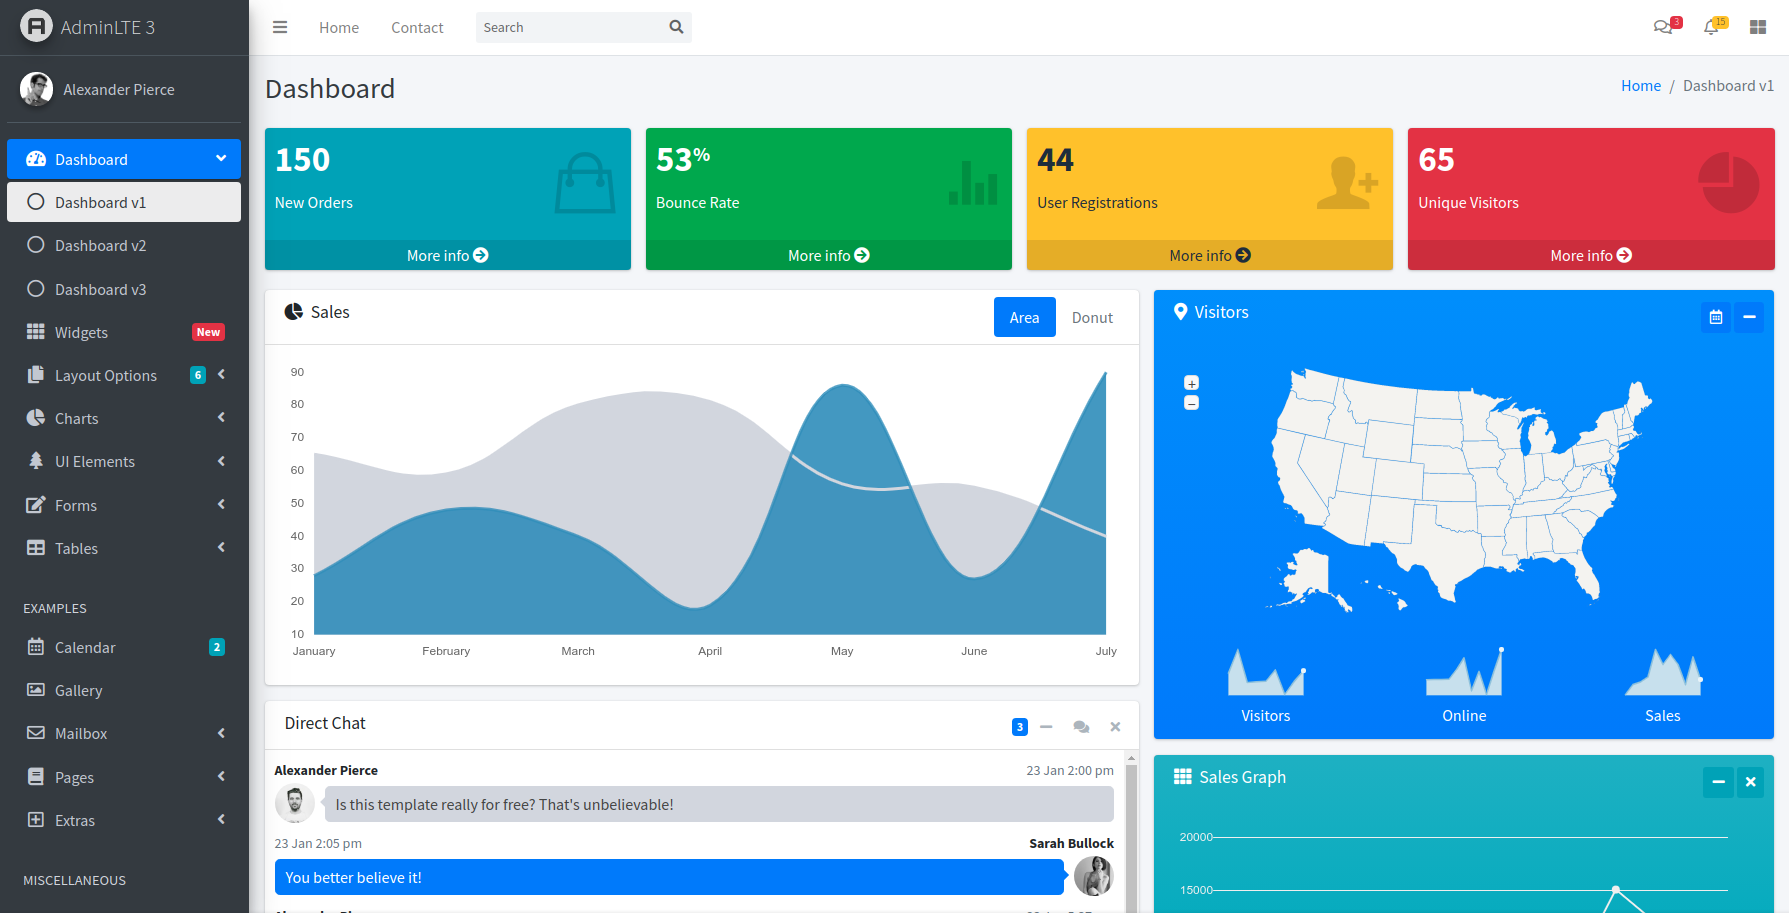 AdminLTE 3
Home
Contact
Search
3
15
Alexander Pierce
Dashboard
Dashboard v1
Dashboard v2
Dashboard v3
Widgets
New
Layout Options
6
Charts
UI Elements
Forms
Tables
EXAMPLES
Calendar
2
Gallery
Mailbox
Pages
Extras
MISCELLANEOUS
Dashboard
Home / Dashboard v1
150
New Orders
More info
53%
Bounce Rate
More info
44
User Registrations
More info
65
Unique Visitors
More info
Sales
Area
Donut
90
80
70
60
50
40
30
20
10
January
February
March
April
May
June
July
Direct Chat
3
Alexander Pierce
23 Jan 2:00 pm
Is this template really for free? That's unbelievable!
23 Jan 2:05 pm
Sarah Bullock
You better believe it!
Visitors
+
−
Visitors
Online
Sales
Sales Graph
20000
15000